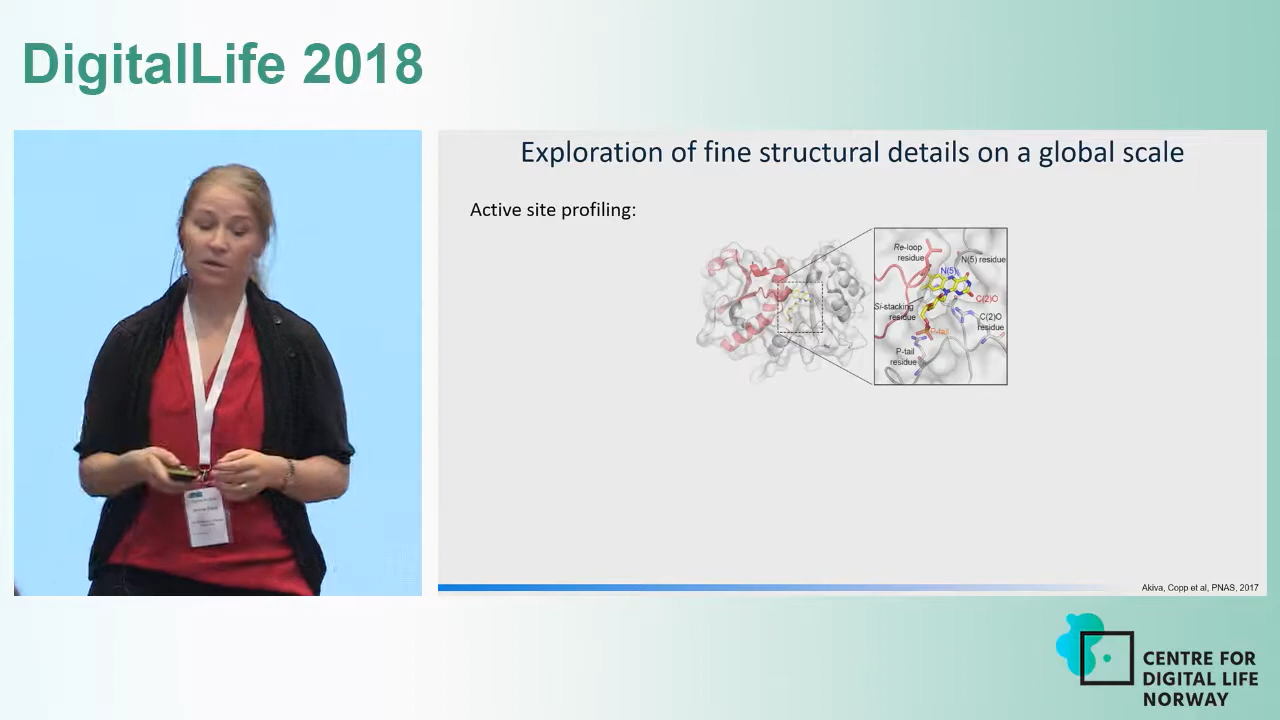 DigitalLife 2018
Exploration of fine structural details on a global scale
Active site profiling:
Re-loop
residue
N(5) residue
N(5)
C(2)O
Si-stacking
residue
C(2)O
residue
P-tail
P-tail
residue
Akiva, Copp et al, PNAS, 2017
CENTRE FOR
DIGITAL LIFE
NORWAY